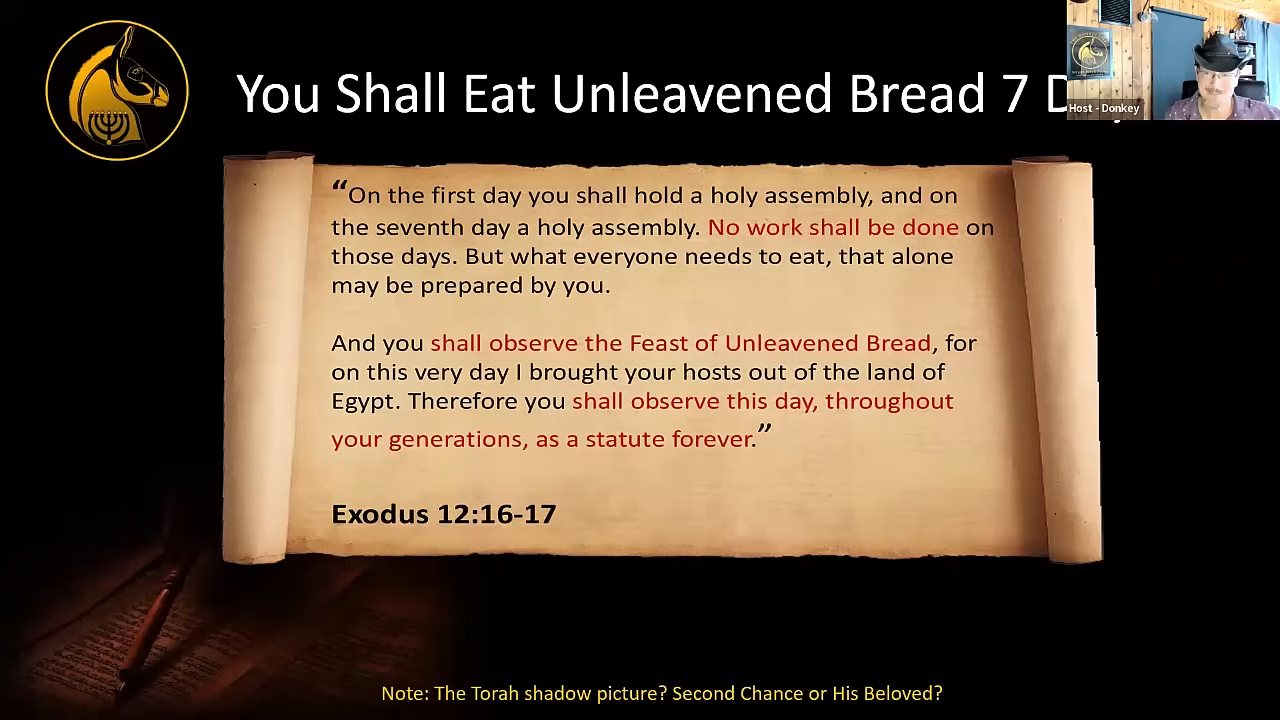 You Shall Eat Unleavened Bread 7
Host - Donkey
“On the first day you shall hold a holy assembly, and on
the seventh day a holy assembly. No work shall be done on
those days. But what everyone needs to eat, that alone
may be prepared by you.
And you shall observe the Feast of Unleavened Bread, for
on this very day I brought your hosts out of the land of
Egypt. Therefore you shall observe this day, throughout
your generations, as a statute forever.”
Exodus 12:16-17
Note: The Torah shadow picture? Second Chance or His Beloved?